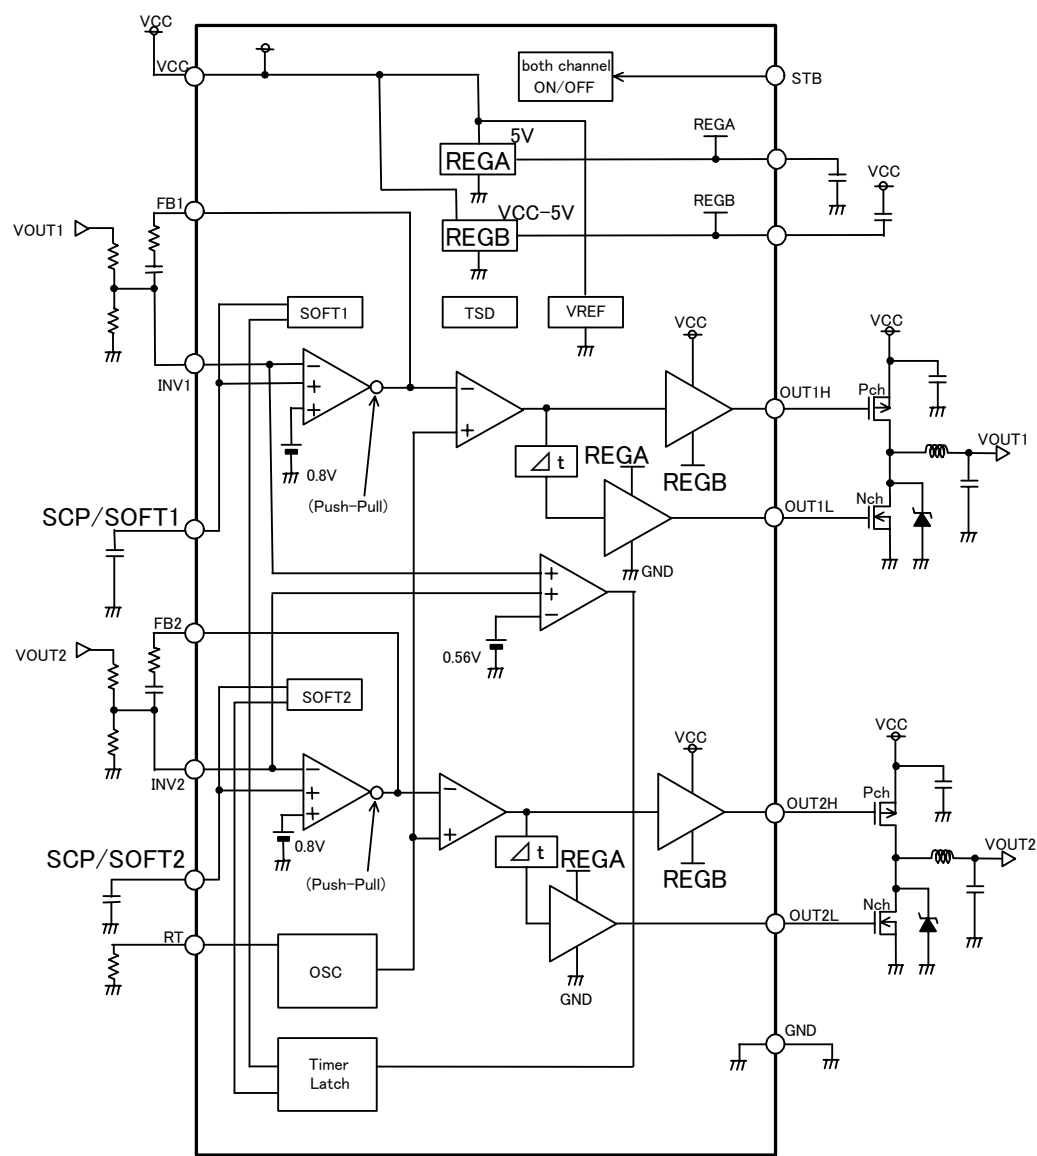 VCC
VCC
both channel
ON/OFF
STB
5V
REGA
REGA
VCC
FB1
VCC-5V
REGB
REGB
VOUT1
SOFT1
TSD
VREF
VCC
VCC
INV1
−
+
+
−
+
OUT1H
Pch
0.8V
⊿t
REGA
REGB
VOUT1
(Push-Pull)
SCP/SOFT1
OUT1L
Nch
GND
+
+
−
FB2
VOUT2
0.56V
SOFT2
VCC
VCC
INV2
−
+
+
−
+
OUT2H
Pch
0.8V
⊿t
REGA
REGB
VOUT2
SCP/SOFT2
(Push-Pull)
OUT2L
Nch
RT
OSC
GND
GND
Timer
Latch